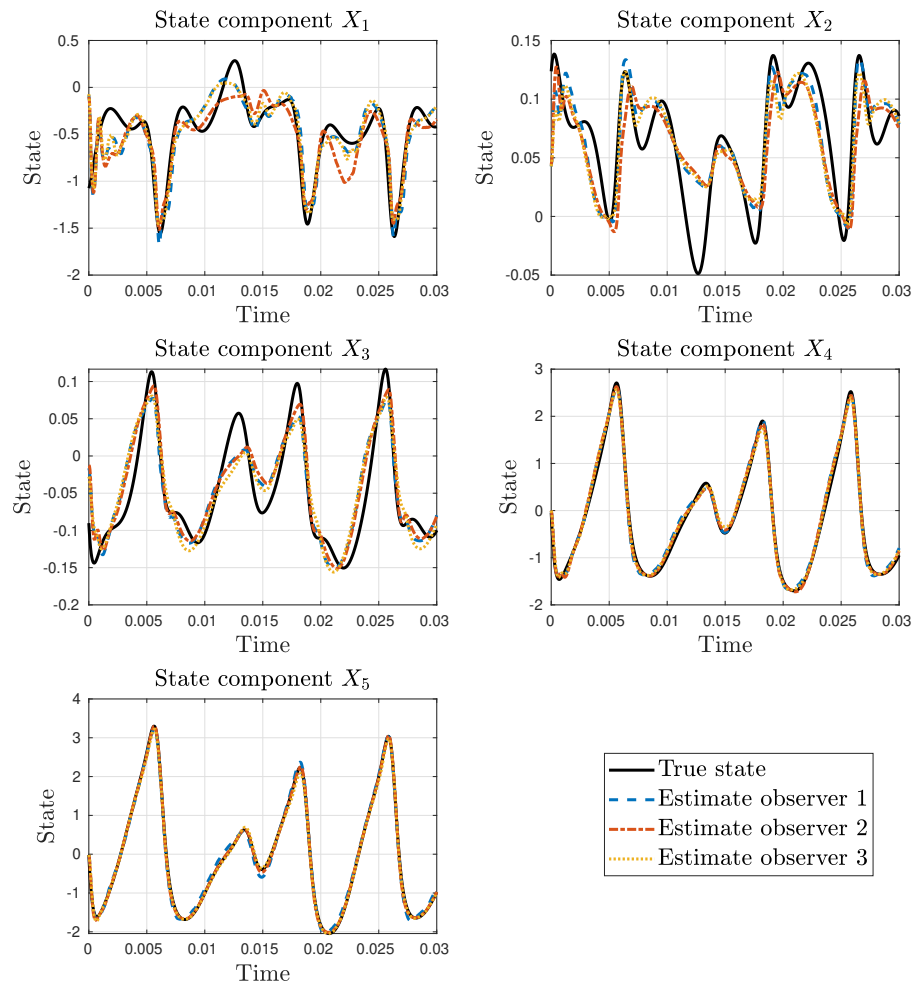 State component X₁
0.5
0
-0.5
-1
-1.5
-2
State
0 0.005 0.01 0.015 0.02 0.025 0.03
Time
State component X₂
0.15
0.1
0.05
0
-0.05
State
0 0.005 0.01 0.015 0.02 0.025 0.03
Time
State component X₃
0.1
0.05
0
-0.05
-0.1
-0.15
-0.2
State
0 0.005 0.01 0.015 0.02 0.025 0.03
Time
State component X₄
3
2
1
0
-1
-2
State
0 0.005 0.01 0.015 0.02 0.025 0.03
Time
State component X₅
4
3
2
1
0
-1
-2
State
0 0.005 0.01 0.015 0.02 0.025 0.03
Time
True state
Estimate observer 1
Estimate observer 2
Estimate observer 3